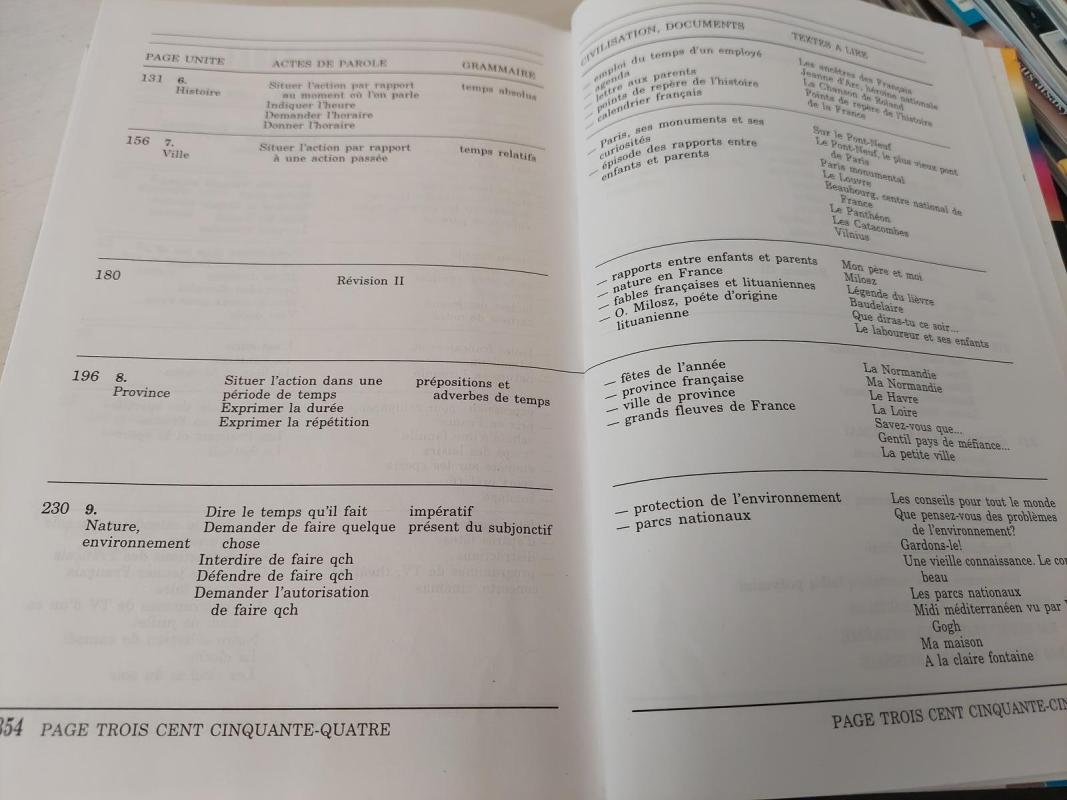 PAGE UNITE ACTES DE PAROLE GRAMMAIRE
131 6. Situer l'action par rapport temps absolus
Histoire au moment où l'on parle
Indiquer l'heure
Demander l'horaire
Donner l'horaire
156 7. Situer l'action par rapport temps relatifs
Ville à une action passée
180 Révision II
196 8. Situer l'action dans une prépositions et
Province période de temps adverbes de temps
Exprimer la durée
Exprimer la répétition
230 9. Dire le temps qu'il fait impératif
Nature, Demander de faire quelque présent du subjonctif
environnement chose
Interdire de faire qch
Défendre de faire qch
Demander l'autorisation
de faire qch
354 PAGE TROIS CENT CINQUANTE-QUATRE
CIVILISATION, DOCUMENTS TEXTES A LIRE
— emploi du temps d'un employé
— agenda
— lettre aux parents
— points de repère de l'histoire
— calendrier français
Les ancêtres des Français
Jeanne d'Arc, héroïne nationale
La Chanson de Roland
Points de repère de l'histoire
de la France
— Paris, ses monuments et ses
curiosités
— épisode des rapports entre
enfants et parents
Sur le Pont-Neuf
Le Pont-Neuf, le plus vieux pont
de Paris
Paris monumental
Le Louvre
Beaubourg, centre national de
France
Le Panthéon
Les Catacombes
Vilnius
— rapports entre enfants et parents
— nature en France
— fables françaises et lituaniennes
— O. Milosz, poéte d'origine
lituanienne
Mon père et moi
Milosz
Légende du lièvre
Baudelaire
Que diras-tu ce soir...
Le laboureur et ses enfants
— fêtes de l'année
— province française
— ville de province
— grands fleuves de France
La Normandie
Ma Normandie
Le Havre
La Loire
Savez-vous que...
Gentil pays de méfiance...
La petite ville
— protection de l'environnement
— parcs nationaux
Les conseils pour tout le monde
Que pensez-vous des problèmes
de l'environnement?
Gardons-le!
Une vieille connaissance. Le
beau
Les parcs nationaux
Midi méditerranéen vu par
Gogh
Ma maison
A la claire fontaine
PAGE TROIS CENT